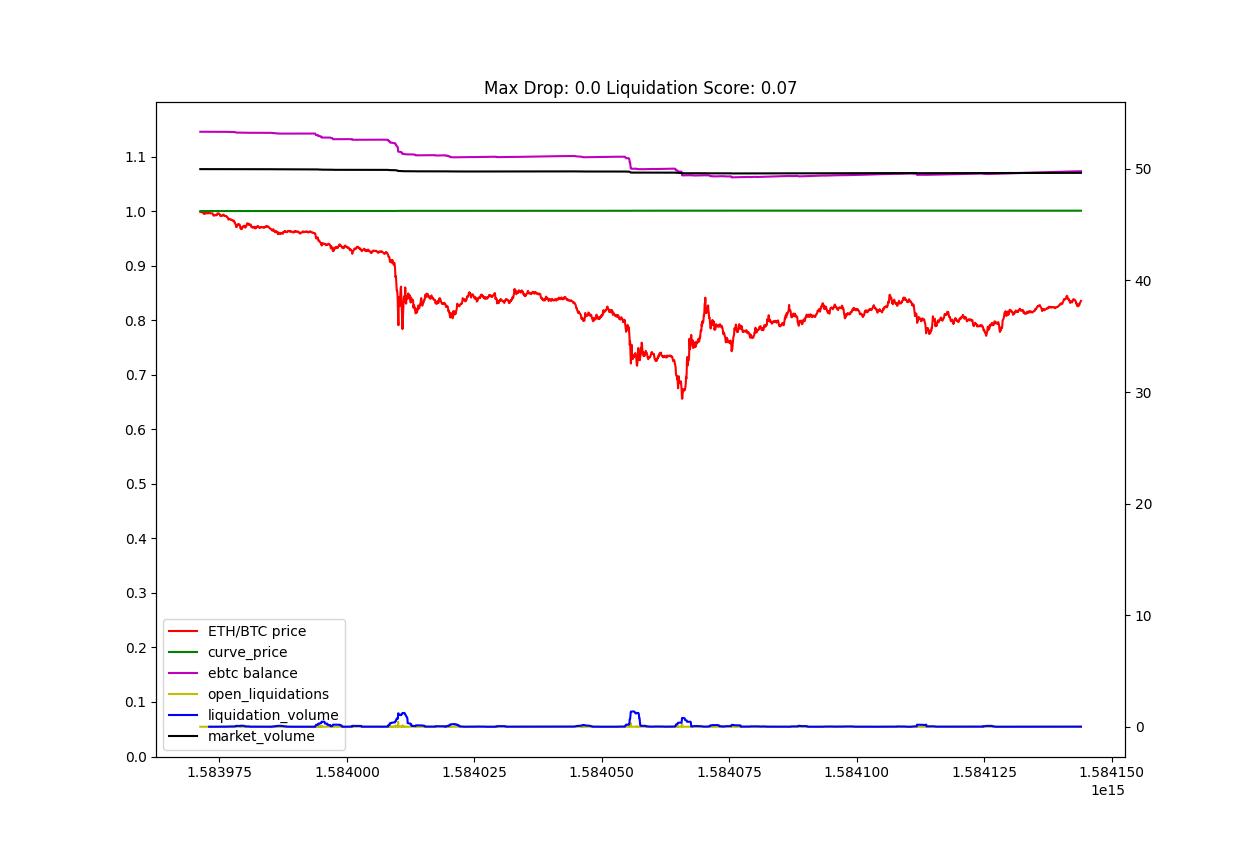 Max Drop: 0.0 Liquidation Score: 0.07
1.1
1.0
0.9
0.8
0.7
0.6
0.5
0.4
0.3
0.2
0.1
0.0
50
40
30
20
10
0
ETH/BTC price
curve_price
ebtc balance
open_liquidations
liquidation_volume
market_volume
1.583975 1.584000 1.584025 1.584050 1.584075 1.584100 1.584125 1.584150
1e15